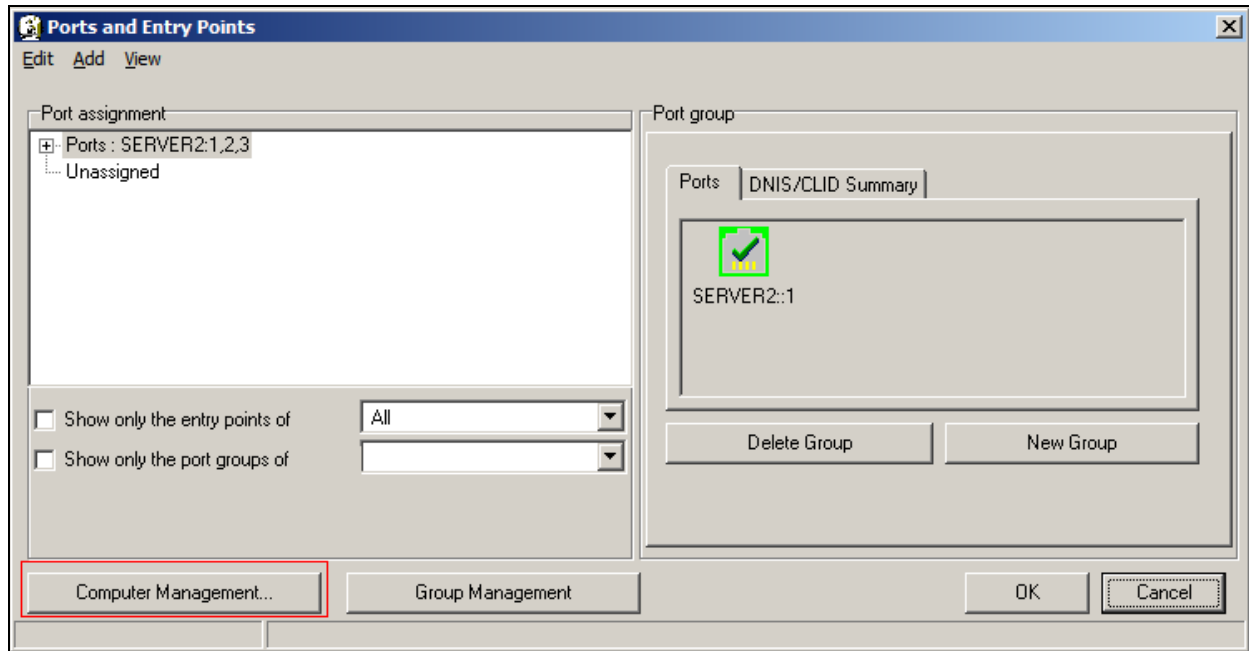 Ports and Entry Points
Edit Add View
Port assignment
Ports : SERVER2:1,2,3
Unassigned
Show only the entry points of
All
Show only the port groups of
Port group
Ports
DNIS/CLID Summary
SERVER2::1
Delete Group
New Group
Computer Management...
Group Management
OK
Cancel